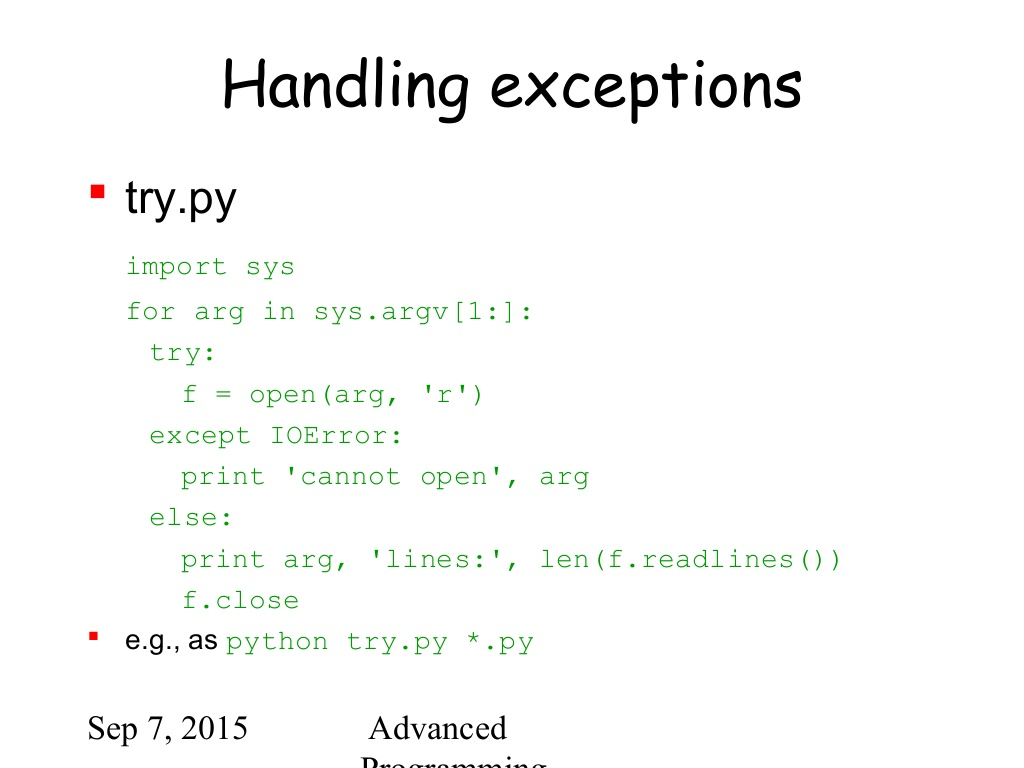 Handling exceptions
try.py
import sys
for arg in sys.argv[1:]:
try:
f = open(arg, 'r')
except IOError:
print 'cannot open', arg
else:
print arg, 'lines:', len(f.readlines())
f.close
e.g., as python try.py *.py
Sep 7, 2015 Advanced
Programming